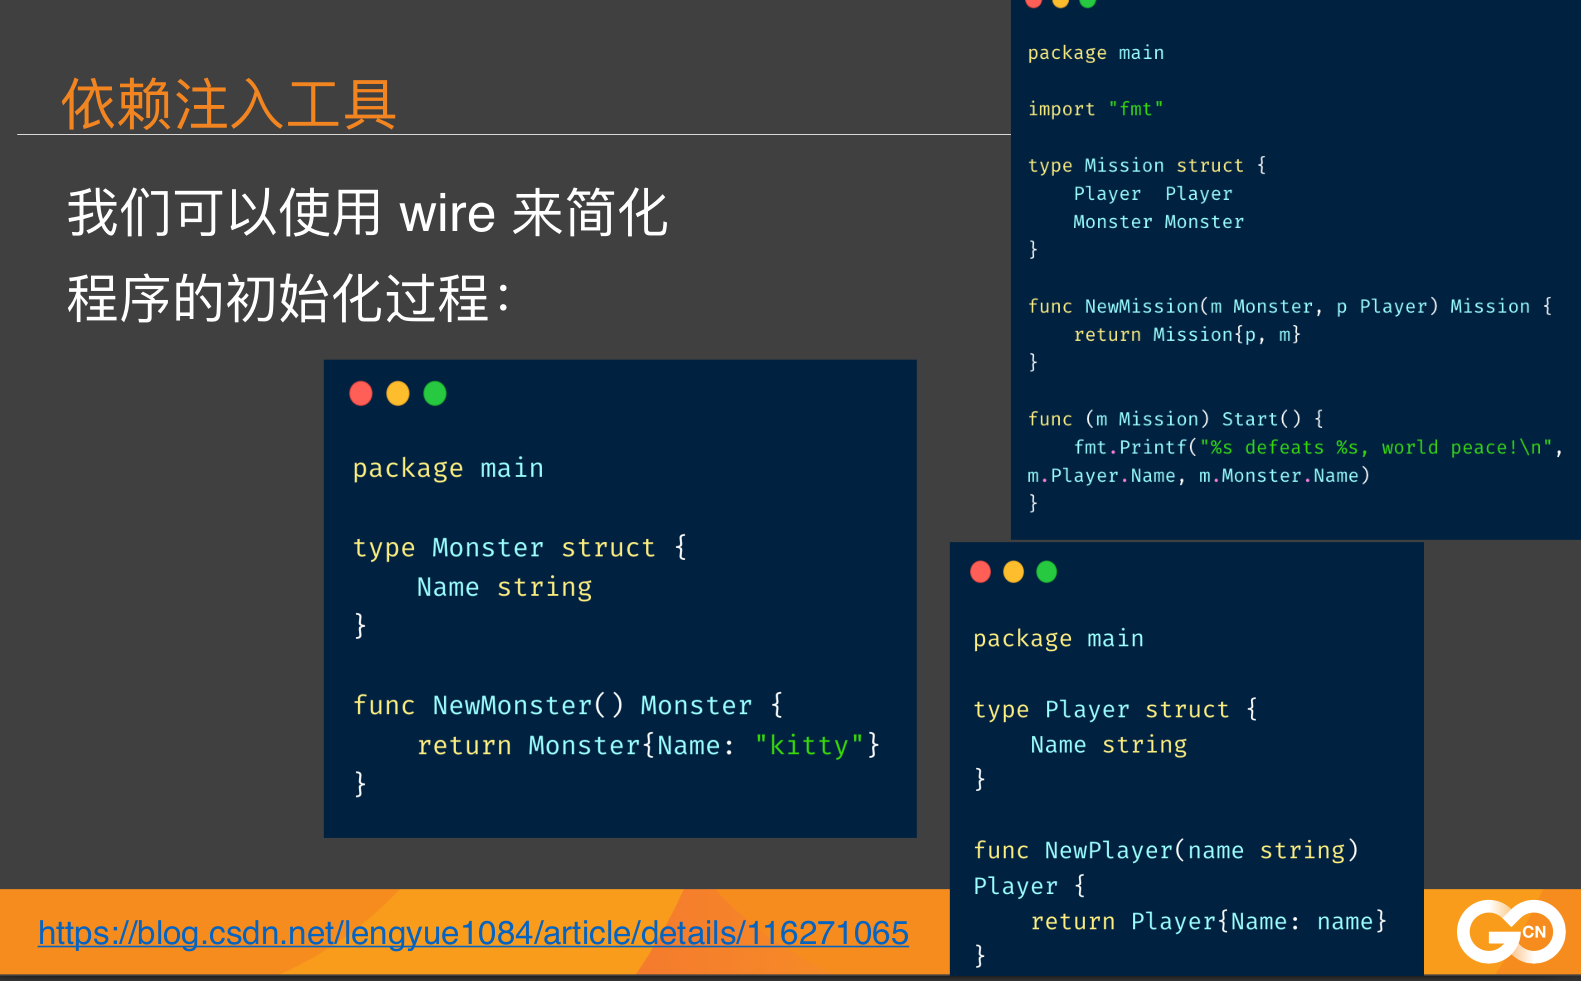 依赖注入工具
我们可以使用 wire 来简化
程序的初始化过程：
package main
type Monster struct {
    Name string
}
func NewMonster() Monster {
    return Monster{Name: "kitty"}
}
package main
import "fmt"
type Mission struct {
    Player  Player
    Monster Monster
}
func NewMission(m Monster, p Player) Mission {
    return Mission{p, m}
}
func (m Mission) Start() {
    fmt.Printf("%s defeats %s, world peace!\n",
m.Player.Name, m.Monster.Name)
}
package main
type Player struct {
    Name string
}
func NewPlayer(name string)
Player {
    return Player{Name: name}
}
https://blog.csdn.net/lengyue1084/article/details/116271065
GO CN